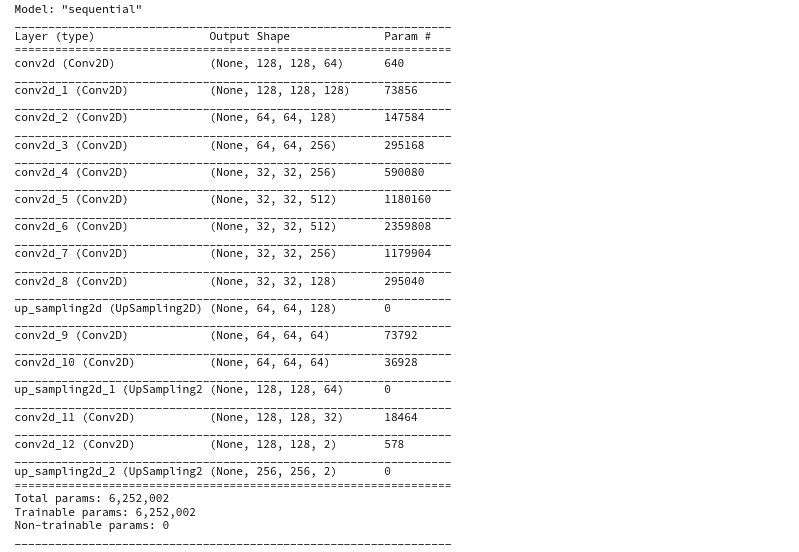 Model: "sequential"
_________________________________________________________________
Layer (type)                 Output Shape              Param #
=================================================================
conv2d (Conv2D)              (None, 128, 128, 64)      640
_________________________________________________________________
conv2d_1 (Conv2D)            (None, 128, 128, 128)     73856
_________________________________________________________________
conv2d_2 (Conv2D)            (None, 64, 64, 128)       147584
_________________________________________________________________
conv2d_3 (Conv2D)            (None, 64, 64, 256)       295168
_________________________________________________________________
conv2d_4 (Conv2D)            (None, 32, 32, 256)       590080
_________________________________________________________________
conv2d_5 (Conv2D)            (None, 32, 32, 512)       1180160
_________________________________________________________________
conv2d_6 (Conv2D)            (None, 32, 32, 512)       2359808
_________________________________________________________________
conv2d_7 (Conv2D)            (None, 32, 32, 256)       1179904
_________________________________________________________________
conv2d_8 (Conv2D)            (None, 32, 32, 128)       295040
_________________________________________________________________
up_sampling2d (UpSampling2D) (None, 64, 64, 128)       0
_________________________________________________________________
conv2d_9 (Conv2D)            (None, 64, 64, 64)        73792
_________________________________________________________________
conv2d_10 (Conv2D)           (None, 64, 64, 64)        36928
_________________________________________________________________
up_sampling2d_1 (UpSampling2 (None, 128, 128, 64)      0
_________________________________________________________________
conv2d_11 (Conv2D)           (None, 128, 128, 32)      18464
_________________________________________________________________
conv2d_12 (Conv2D)           (None, 128, 128, 2)       578
_________________________________________________________________
up_sampling2d_2 (UpSampling2 (None, 256, 256, 2)       0
=================================================================
Total params: 6,252,002
Trainable params: 6,252,002
Non-trainable params: 0
_________________________________________________________________